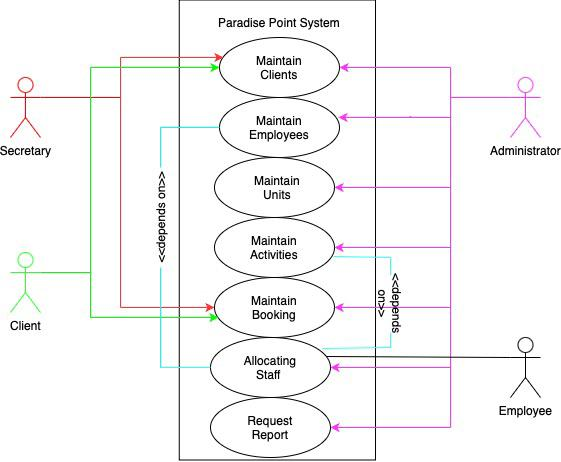 Paradise Point System
Maintain
Clients
Secretary
Administrator
Maintain
Employees
<<depends on>>
Maintain
Units
Maintain
Activities
<<depends
on>>
Client
Maintain
Booking
Allocating
Staff
Employee
Request
Report